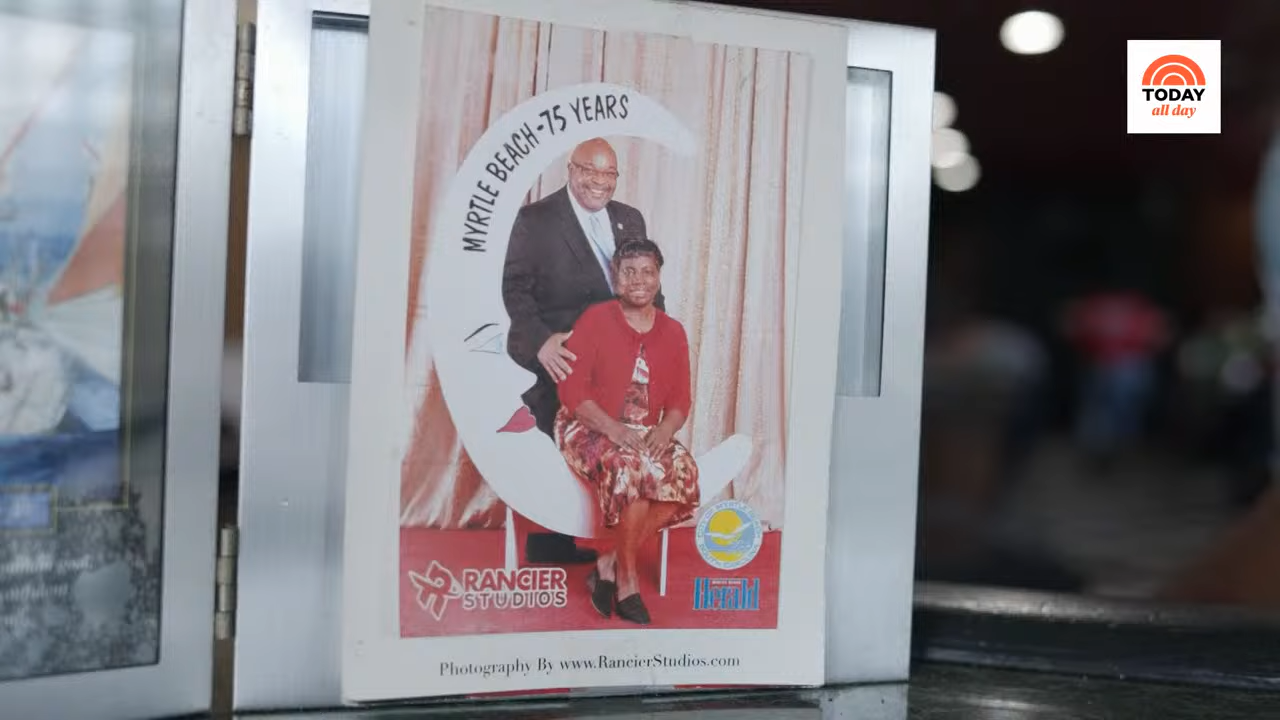 TODAY
all day
MYRTLE BEACH-75 YEARS
RANCIER
STUDIOS
Herald
Photography By www.RancierStudios.com